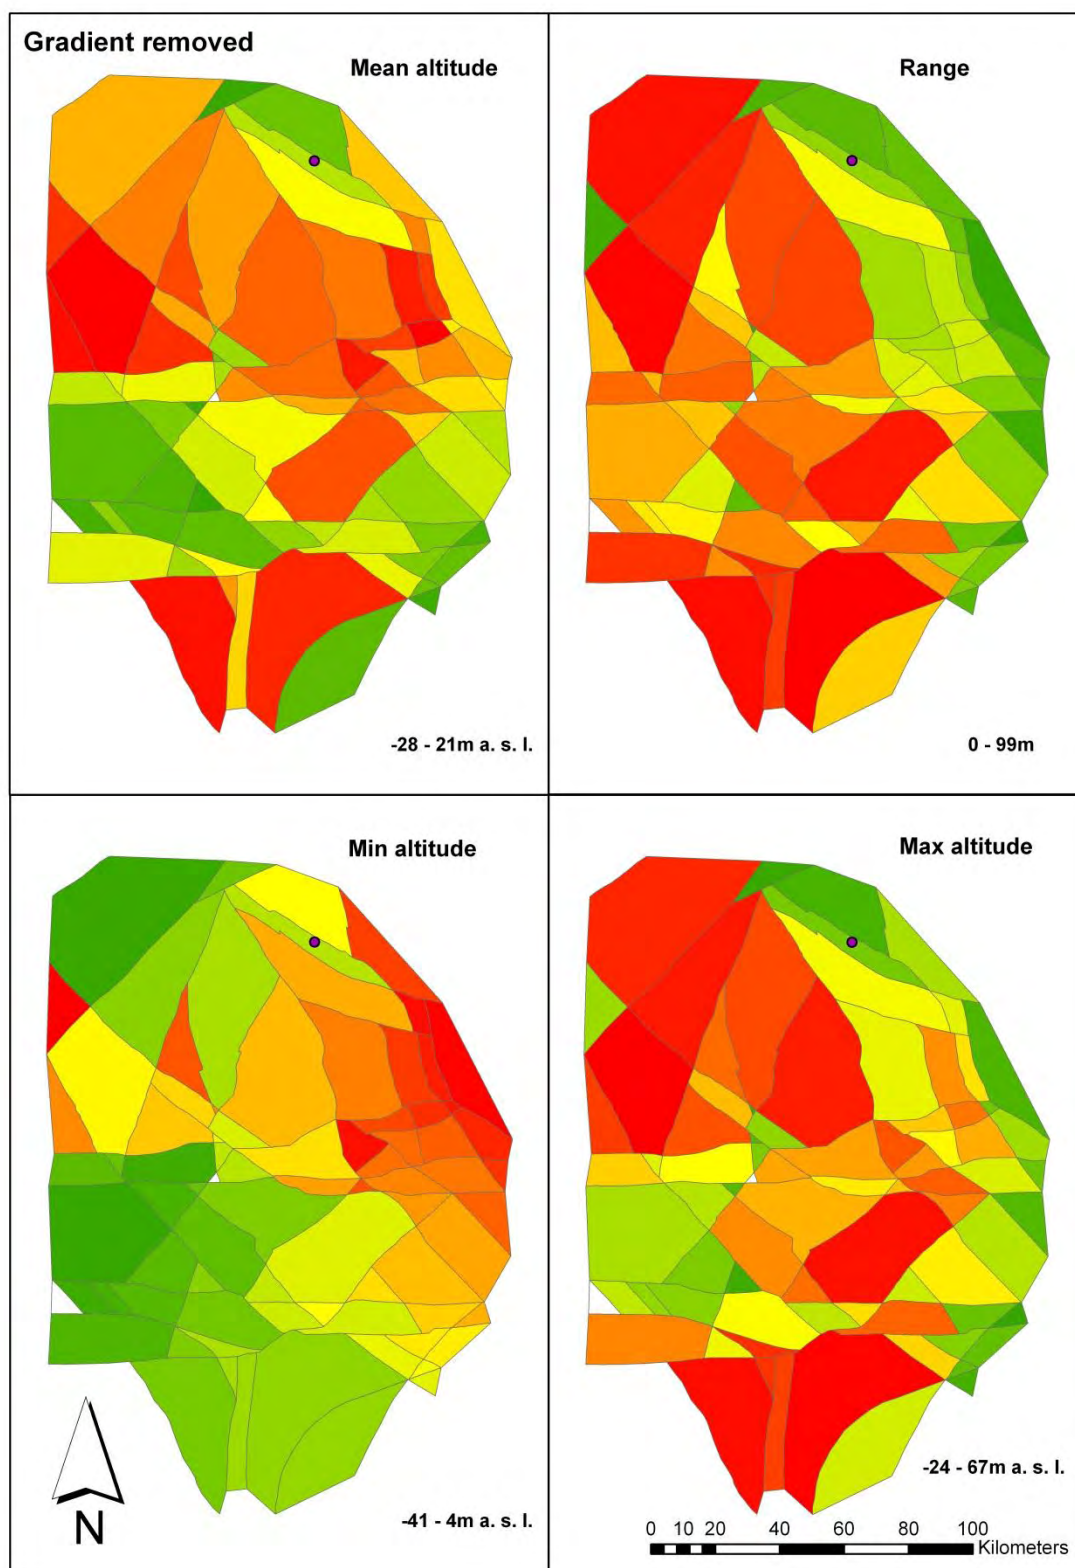 Gradient removed
Mean altitude
Range
-28 - 21m a. s. l.
0 - 99m
Min altitude
Max altitude
-41 - 4m a. s. l.
-24 - 67m a. s. l.
N
0 10 20 40 60 80 100
Kilometers